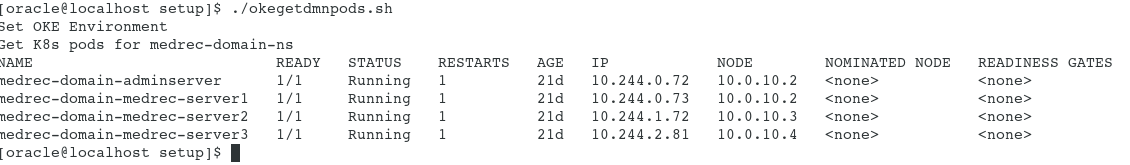 [oracle@localhost setup]$ ./okegetdmnpods.sh
Set OKE Environment
Get K8s pods for medrec-domain-ns
NAME                           READY   STATUS    RESTARTS   AGE   IP            NODE        NOMINATED NODE   READINESS GATES
medrec-domain-adminserver      1/1     Running   1          21d   10.244.0.72   10.0.10.2   <none>           <none>
medrec-domain-medrec-server1   1/1     Running   1          21d   10.244.0.73   10.0.10.2   <none>           <none>
medrec-domain-medrec-server2   1/1     Running   1          21d   10.244.1.72   10.0.10.3   <none>           <none>
medrec-domain-medrec-server3   1/1     Running   1          21d   10.244.2.81   10.0.10.4   <none>           <none>
[oracle@localhost setup]$